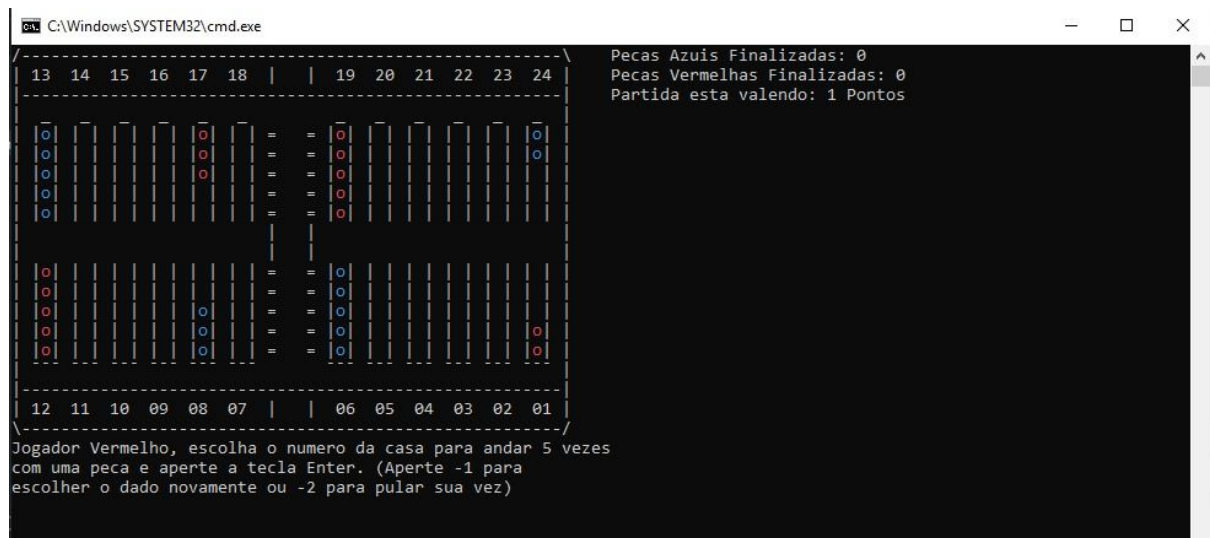 C:\Windows\SYSTEM32\cmd.exe
Pecas Azuis Finalizadas: 0
13 14 15 16 17 18 | | 19 20 21 22 23 24
Pecas Vermelhas Finalizadas: 0
Partida esta valendo: 1 Pontos
|o| | | | | | | | |o| | | = = |o| | | | | | | | | |o|
|o| | | | | | | | |o| | | = = |o| | | | | | | | | |o|
|o| | | | | | | | |o| | | = = |o| | | | | | | | | | |
|o| | | | | | | | | | | | = = |o| | | | | | | | | | |
|o| | | | | | | | | | | | = = |o| | | | | | | | | | |
|o| | | | | | | | | | | | = = |o| | | | | | | | | | |
|o| | | | | | | | | | | | = = |o| | | | | | | | | | |
|o| | | | | | | | |o| | | = = |o| | | | | | | | | | |
|o| | | | | | | | |o| | | = = |o| | | | | | | | | |o|
|o| | | | | | | | |o| | | = = |o| | | | | | | | | |o|
12 11 10 09 08 07 | | 06 05 04 03 02 01
Jogador Vermelho, escolha o numero da casa para andar 5 vezes
com uma peca e aperte a tecla Enter. (Aperte -1 para
escolher o dado novamente ou -2 para pular sua vez)